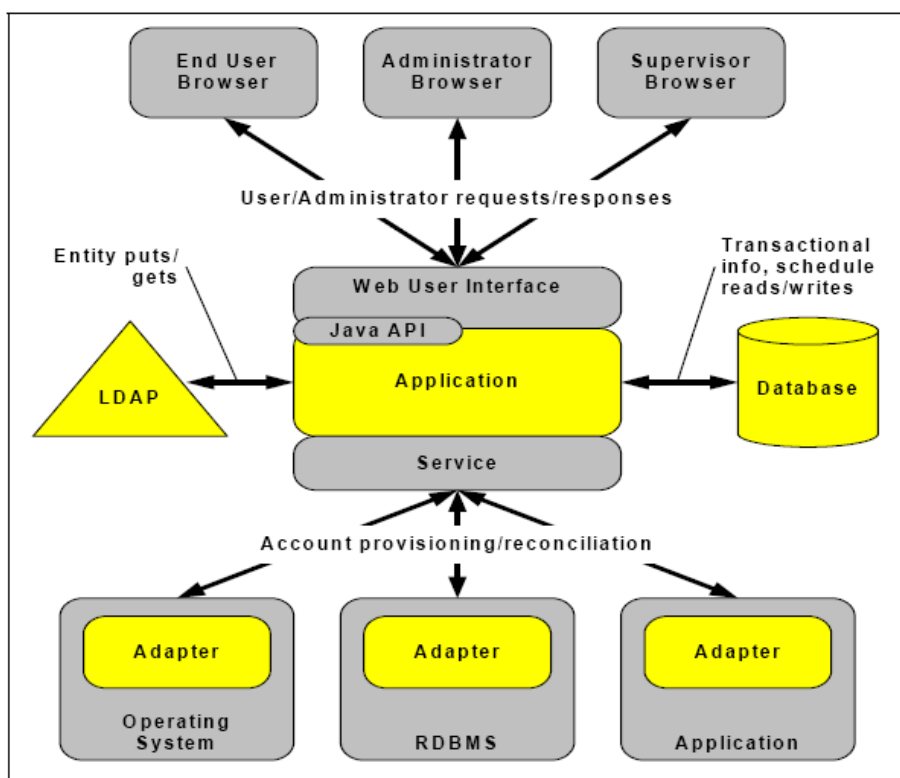 End User
Browser
Administrator
Browser
Supervisor
Browser
User/Administrator requests/responses
Entity puts/
gets
Transactional
info, schedule
reads/writes
Web User Interface
Java API
LDAP
Application
Database
Service
Account provisioning/reconciliation
Adapter
Operating
System
Adapter
RDBMS
Adapter
Application